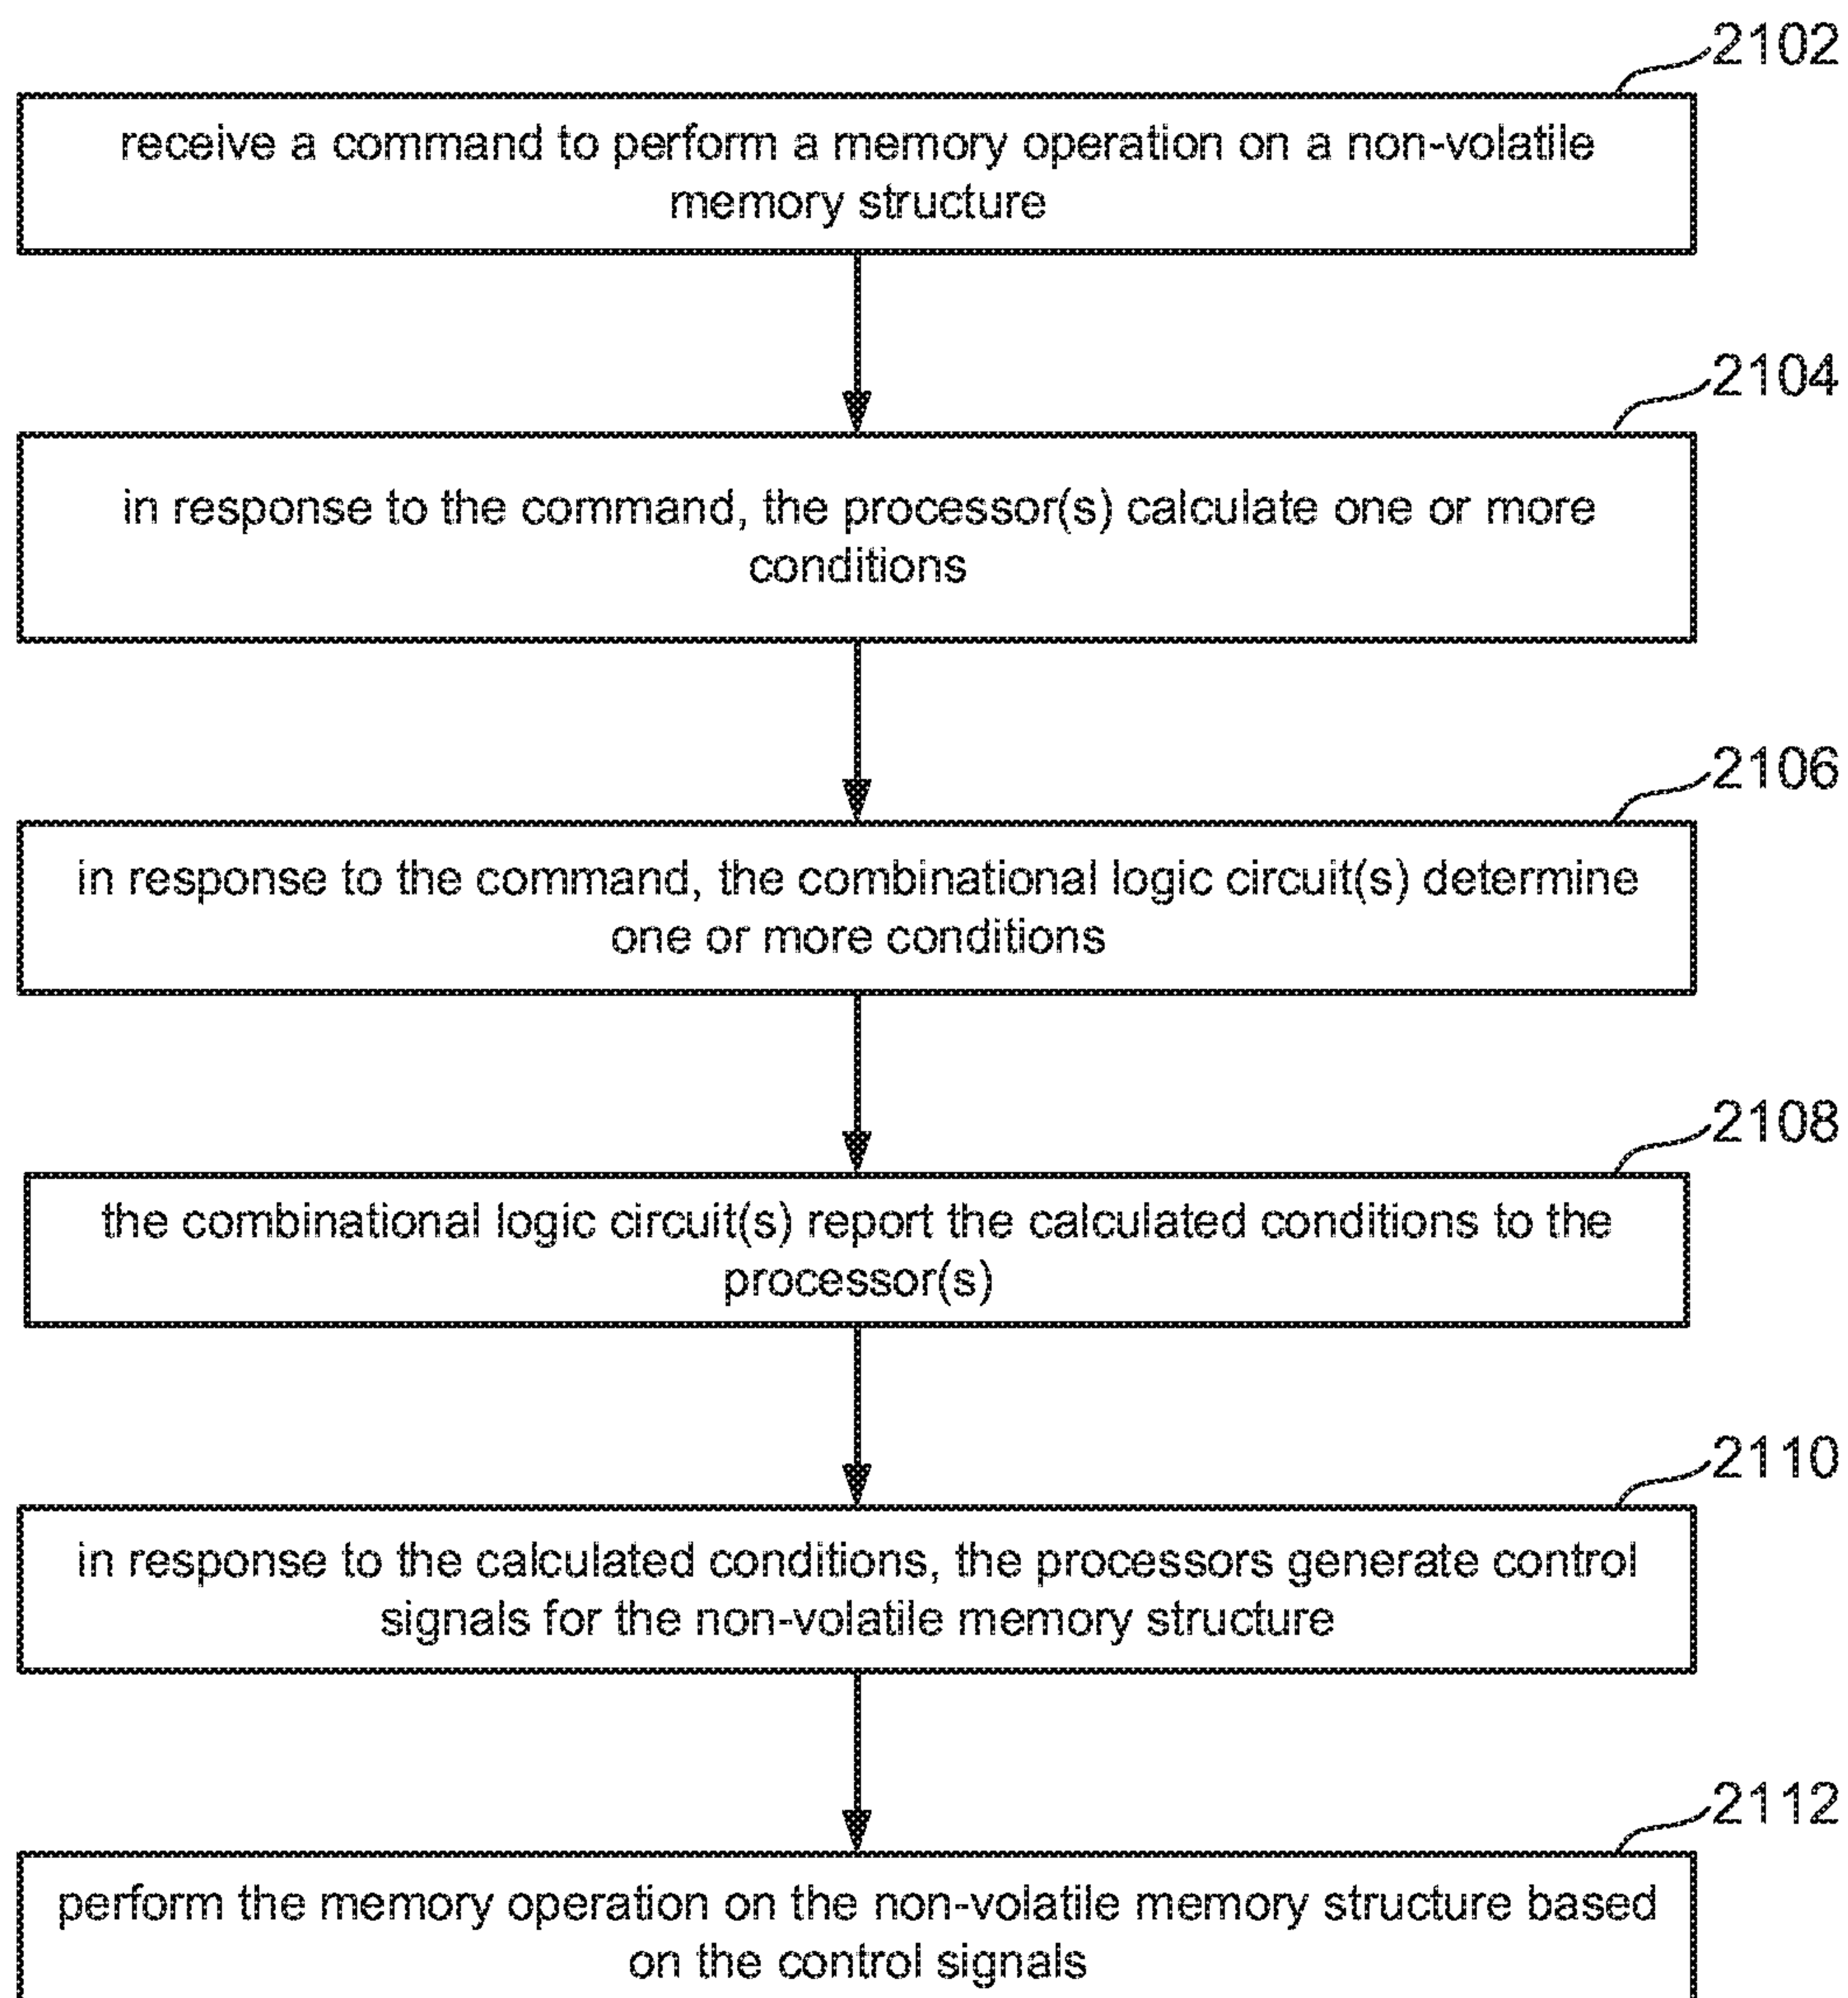 2102
receive a command to perform a memory operation on a non-volatile
memory structure
2104
in response to the command, the processor(s) calculate one or more
conditions
2106
in response to the command, the combinational logic circuit(s) determine
one or more conditions
2108
the combinational logic circuit(s) report the calculated conditions to the
processor(s)
2110
in response to the calculated conditions, the processors generate control
signals for the non-volatile memory structure
2112
perform the memory operation on the non-volatile memory structure based
on the control signals